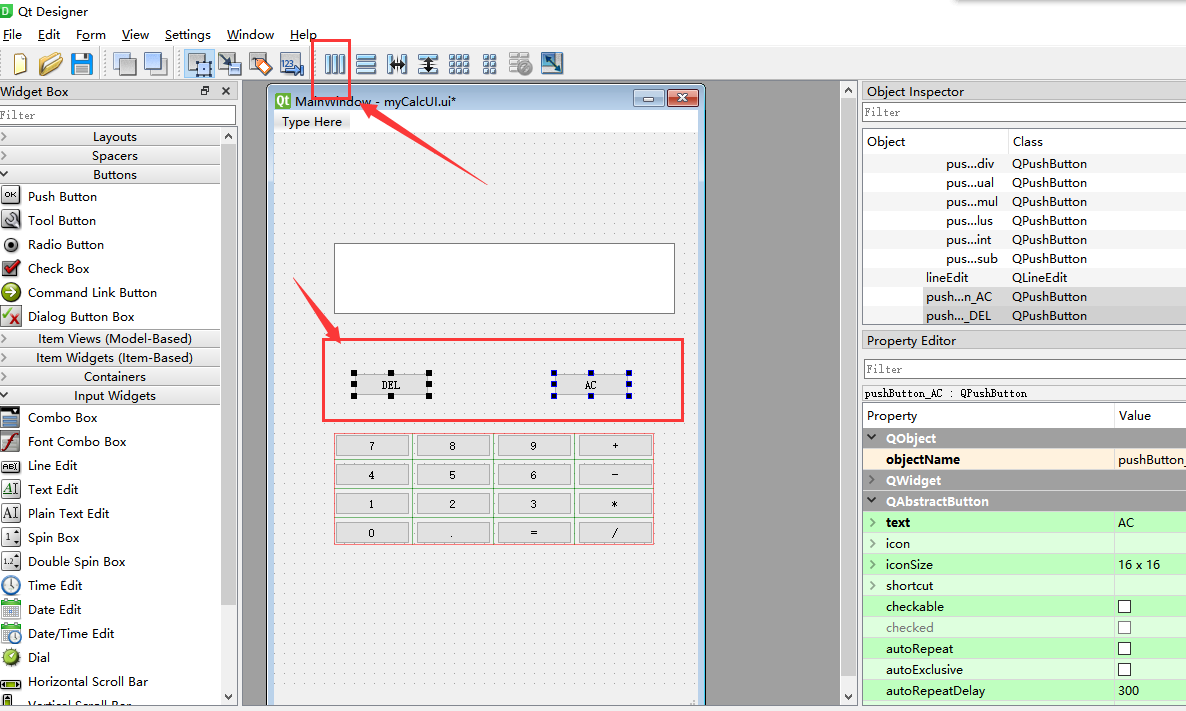 Qt Designer
File Edit Form View Settings Window Help
Widget Box
Filter
Layouts
Spacers
Buttons
OK Push Button
Tool Button
Radio Button
Check Box
Command Link Button
Dialog Button Box
Item Views (Model-Based)
Item Widgets (Item-Based)
Containers
Input Widgets
Combo Box
Font Combo Box
Line Edit
Text Edit
Plain Text Edit
Spin Box
Double Spin Box
Time Edit
Date Edit
Date/Time Edit
Dial
Horizontal Scroll Bar
Vertical Scroll Bar
Qt MainWindow - myCalcUI.ui*
Type Here
DEL AC
7 8 9 +
4 5 6 -
1 2 3 *
0 . = /
Object Inspector
Filter
Object Class
pus...div QPushButton
pus...ual QPushButton
pus...mul QPushButton
pus...lus QPushButton
pus...int QPushButton
pus...sub QPushButton
lineEdit QLineEdit
push...n_AC QPushButton
push..._DEL QPushButton
Property Editor
Filter
pushButton_AC : QPushButton
Property Value
QObject
objectName pushButton_
QWidget
QAbstractButton
text AC
icon
iconSize 16 x 16
shortcut
checkable
checked
autoRepeat
autoExclusive
autoRepeatDelay 300